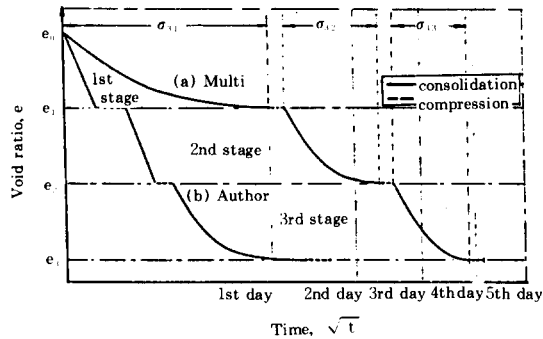 σ₃₁ σ₃₂ σ₃₃
e₀
1st stage
(a) Multi
consolidation
compression
e₁
2nd stage
(b) Author
e₂
3rd stage
e₃
1st day 2nd day 3rd day 4th day 5th day
Void ratio, e
Time, √t